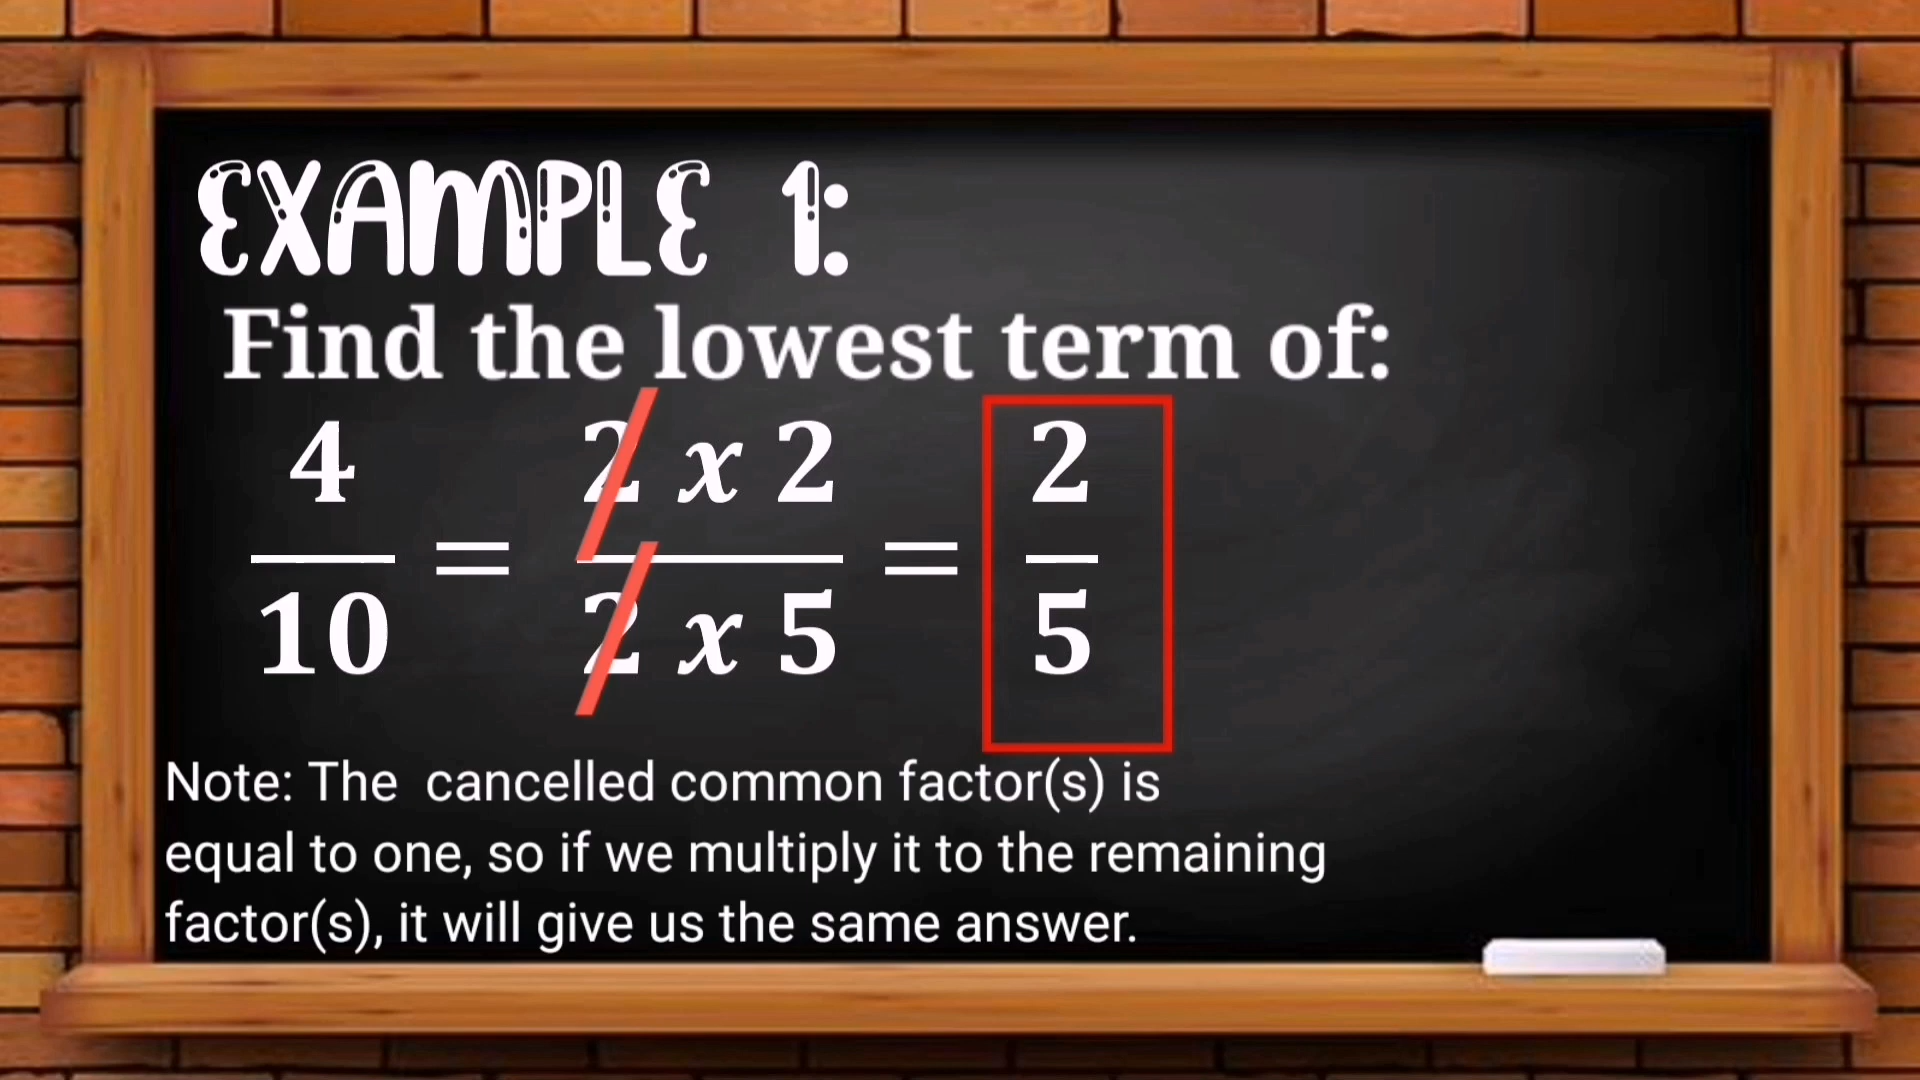 EXAMPLE 1:
Find the lowest term of:
4/10 = 2 x 2/2 x 5 = 2/5
Note: The cancelled common factor(s) is
equal to one, so if we multiply it to the remaining
factor(s), it will give us the same answer.